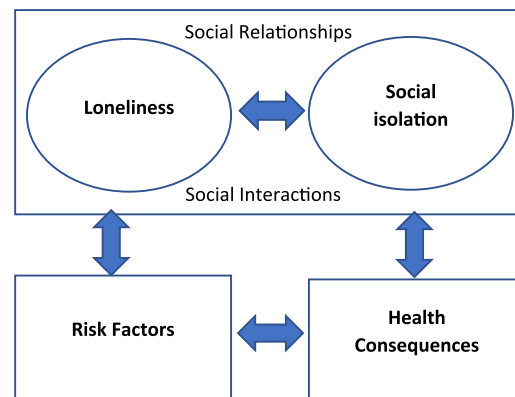 Social Relationships
Loneliness
Social
isolation
Social Interactions
Risk Factors
Health
Consequences